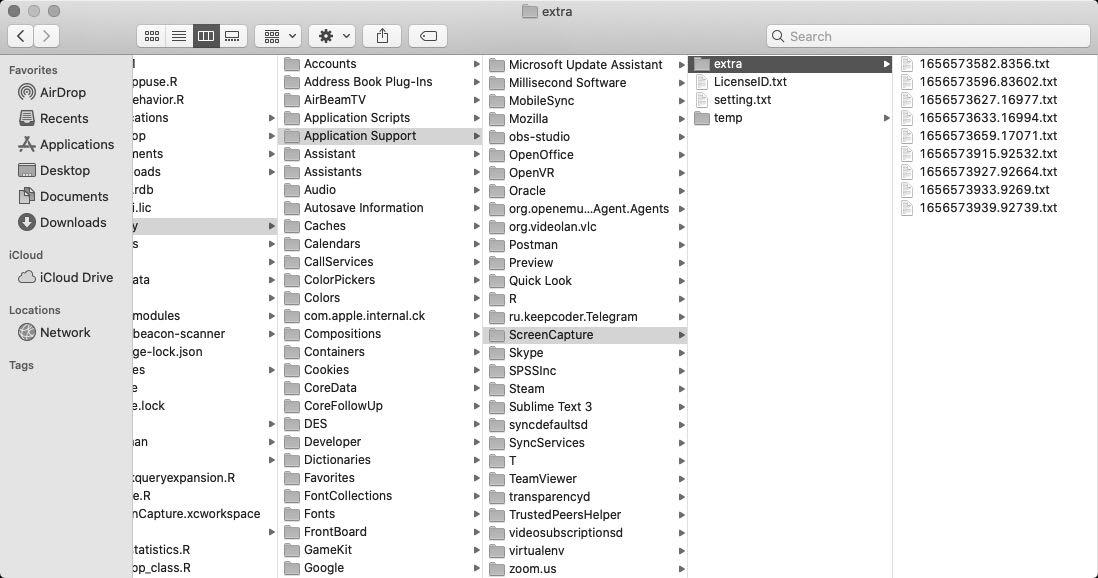 extra
Search
Favorites
AirDrop
Recents
Applications
Desktop
Documents
Downloads
iCloud
iCloud Drive
Locations
Network
Tags
l
ppuse.R
ehavior.R
cations
op
ments
oads
.rdb
i.lic
y
s
ata
modules
beacon-scanner
ge-lock.json
es
e
e.lock
nan
tqueryexpansion.R
e.R
enCapture.xcworkspace
tatistics.R
op_class.R
Accounts
Address Book Plug-Ins
AirBeamTV
Application Scripts
Application Support
Assistant
Assistants
Audio
Autosave Information
Caches
Calendars
CallServices
ColorPickers
Colors
com.apple.internal.ck
Compositions
Containers
Cookies
CoreData
CoreFollowUp
DES
Developer
Dictionaries
Favorites
FontCollections
Fonts
FrontBoard
GameKit
Google
Microsoft Update Assistant
Millisecond Software
MobileSync
Mozilla
obs-studio
OpenOffice
OpenVR
Oracle
org.openemu...Agent.Agents
org.videolan.vlc
Postman
Preview
Quick Look
R
ru.keepcoder.Telegram
ScreenCapture
Skype
SPSSInc
Steam
Sublime Text 3
syncdefaultsd
SyncServices
T
TeamViewer
transparencyd
TrustedPeersHelper
videosubscriptionsd
virtualenv
zoom.us
extra
LicenseID.txt
setting.txt
temp
1656573582.8356.txt
1656573596.83602.txt
1656573627.16977.txt
1656573633.16994.txt
1656573659.17071.txt
1656573915.92532.txt
1656573927.92664.txt
1656573933.9269.txt
1656573939.92739.txt